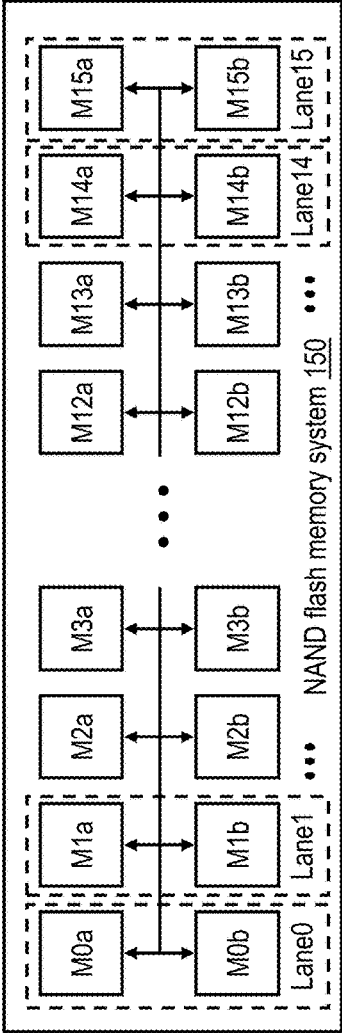 M0a M1a M2a M3a ••• M12a M13a M14a M15a
M0b M1b M2b M3b M12b M13b M14b M15b
Lane0 Lane1 ••• ••• Lane14 Lane15
NAND flash memory system 150